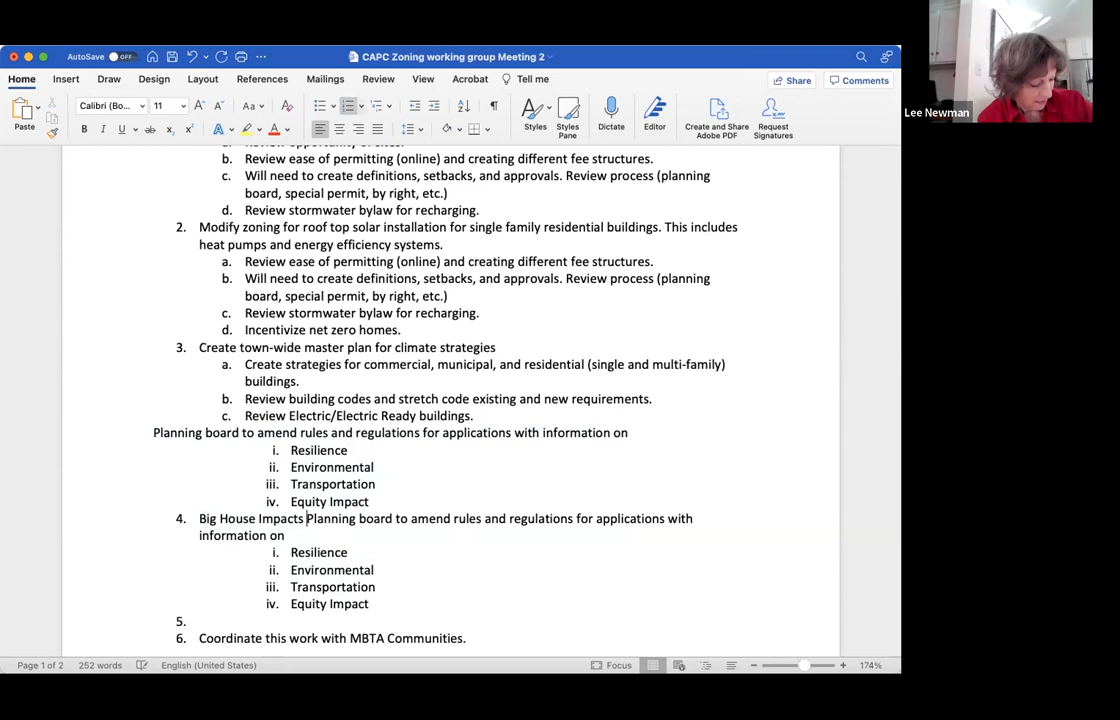 AutoSave OFF
CAPC Zoning working group Meeting 2
Home Insert Draw Design Layout References Mailings Review View Acrobat Tell me
Share Comments
Paste
Calibri (Bo... 11
Styles
Styles Pane
Dictate
Editor
Create and Share Adobe PDF
Request Signatures
b. Review ease of permitting (online) and creating different fee structures.
c. Will need to create definitions, setbacks, and approvals. Review process (planning
board, special permit, by right, etc.)
d. Review stormwater bylaw for recharging.
2. Modify zoning for roof top solar installation for single family residential buildings. This includes
heat pumps and energy efficiency systems.
a. Review ease of permitting (online) and creating different fee structures.
b. Will need to create definitions, setbacks, and approvals. Review process (planning
board, special permit, by right, etc.)
c. Review stormwater bylaw for recharging.
d. Incentivize net zero homes.
3. Create town-wide master plan for climate strategies
a. Create strategies for commercial, municipal, and residential (single and multi-family)
buildings.
b. Review building codes and stretch code existing and new requirements.
c. Review Electric/Electric Ready buildings.
Planning board to amend rules and regulations for applications with information on
i. Resilience
ii. Environmental
iii. Transportation
iv. Equity Impact
4. Big House Impacts Planning board to amend rules and regulations for applications with
information on
i. Resilience
ii. Environmental
iii. Transportation
iv. Equity Impact
5.
6. Coordinate this work with MBTA Communities.
Page 1 of 2 252 words English (United States) Focus 174%
Lee Newman